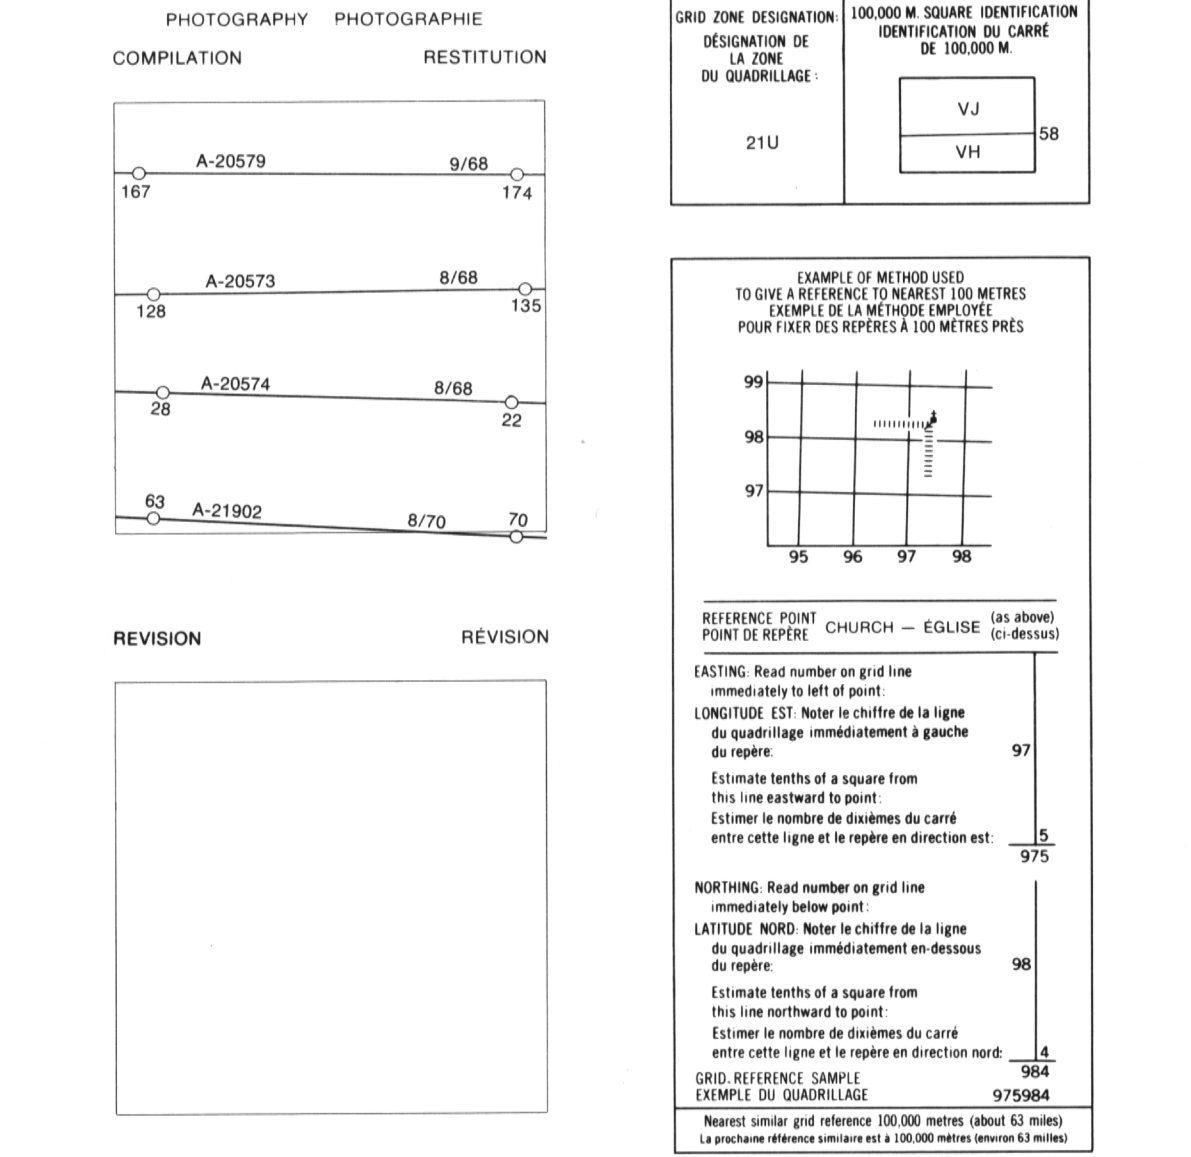 PHOTOGRAPHY PHOTOGRAPHIE
COMPILATION RESTITUTION
A-20579 9/68
167 174
A-20573 8/68
128 135
A-20574 8/68
28 22
63 A-21902 8/70 70
REVISION RÉVISION
GRID ZONE DESIGNATION:
DÉSIGNATION DE
LA ZONE
DU QUADRILLAGE :
21U
100,000 M. SQUARE IDENTIFICATION
IDENTIFICATION DU CARRÉ
DE 100,000 M.
VJ
58
VH
EXAMPLE OF METHOD USED
TO GIVE A REFERENCE TO NEAREST 100 METRES
EXEMPLE DE LA MÉTHODE EMPLOYÉE
POUR FIXER DES REPÈRES À 100 MÈTRES PRÈS
99
98
97
95 96 97 98
REFERENCE POINT
POINT DE REPÈRE
CHURCH — ÉGLISE
(as above)
(ci-dessus)
EASTING: Read number on grid line
immediately to left of point:
LONGITUDE EST: Noter le chiffre de la ligne
du quadrillage immédiatement à gauche
du repère: 97
Estimate tenths of a square from
this line eastward to point:
Estimer le nombre de dixièmes du carré
entre cette ligne et le repère en direction est: 5
975
NORTHING: Read number on grid line
immediately below point:
LATITUDE NORD: Noter le chiffre de la ligne
du quadrillage immédiatement en-dessous
du repère: 98
Estimate tenths of a square from
this line northward to point:
Estimer le nombre de dixièmes du carré
entre cette ligne et le repère en direction nord: 4
984
GRID REFERENCE SAMPLE
EXEMPLE DU QUADRILLAGE 975984
Nearest similar grid reference 100,000 metres (about 63 miles)
La prochaine référence similaire est à 100,000 mètres (environ 63 milles)